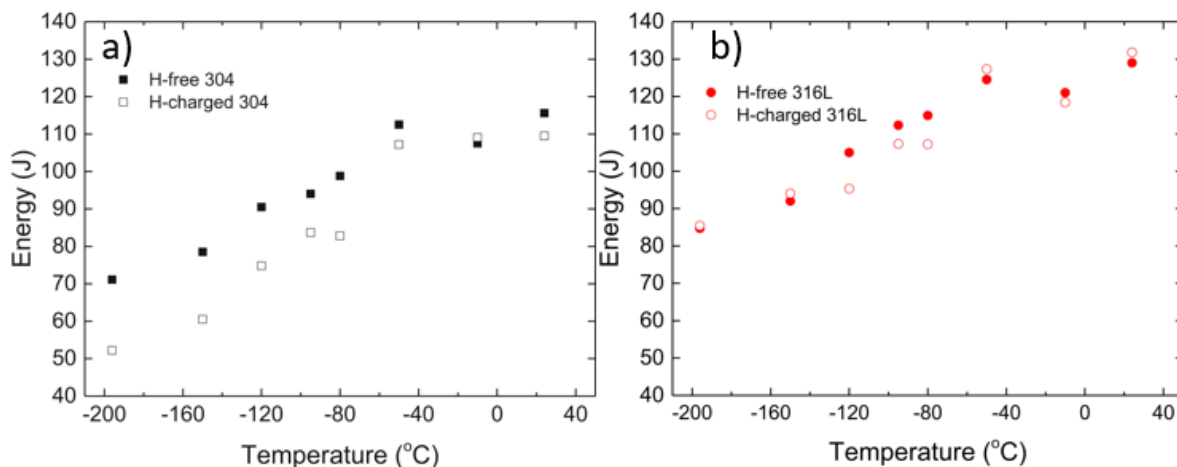 a)
H-free 304
H-charged 304
Energy (J)
140
130
120
110
100
90
80
70
60
50
40
-200 -160 -120 -80 -40 0 40
Temperature (°C)
b)
H-free 316L
H-charged 316L
Energy (J)
140
130
120
110
100
90
80
70
60
50
40
-200 -160 -120 -80 -40 0 40
Temperature (°C)